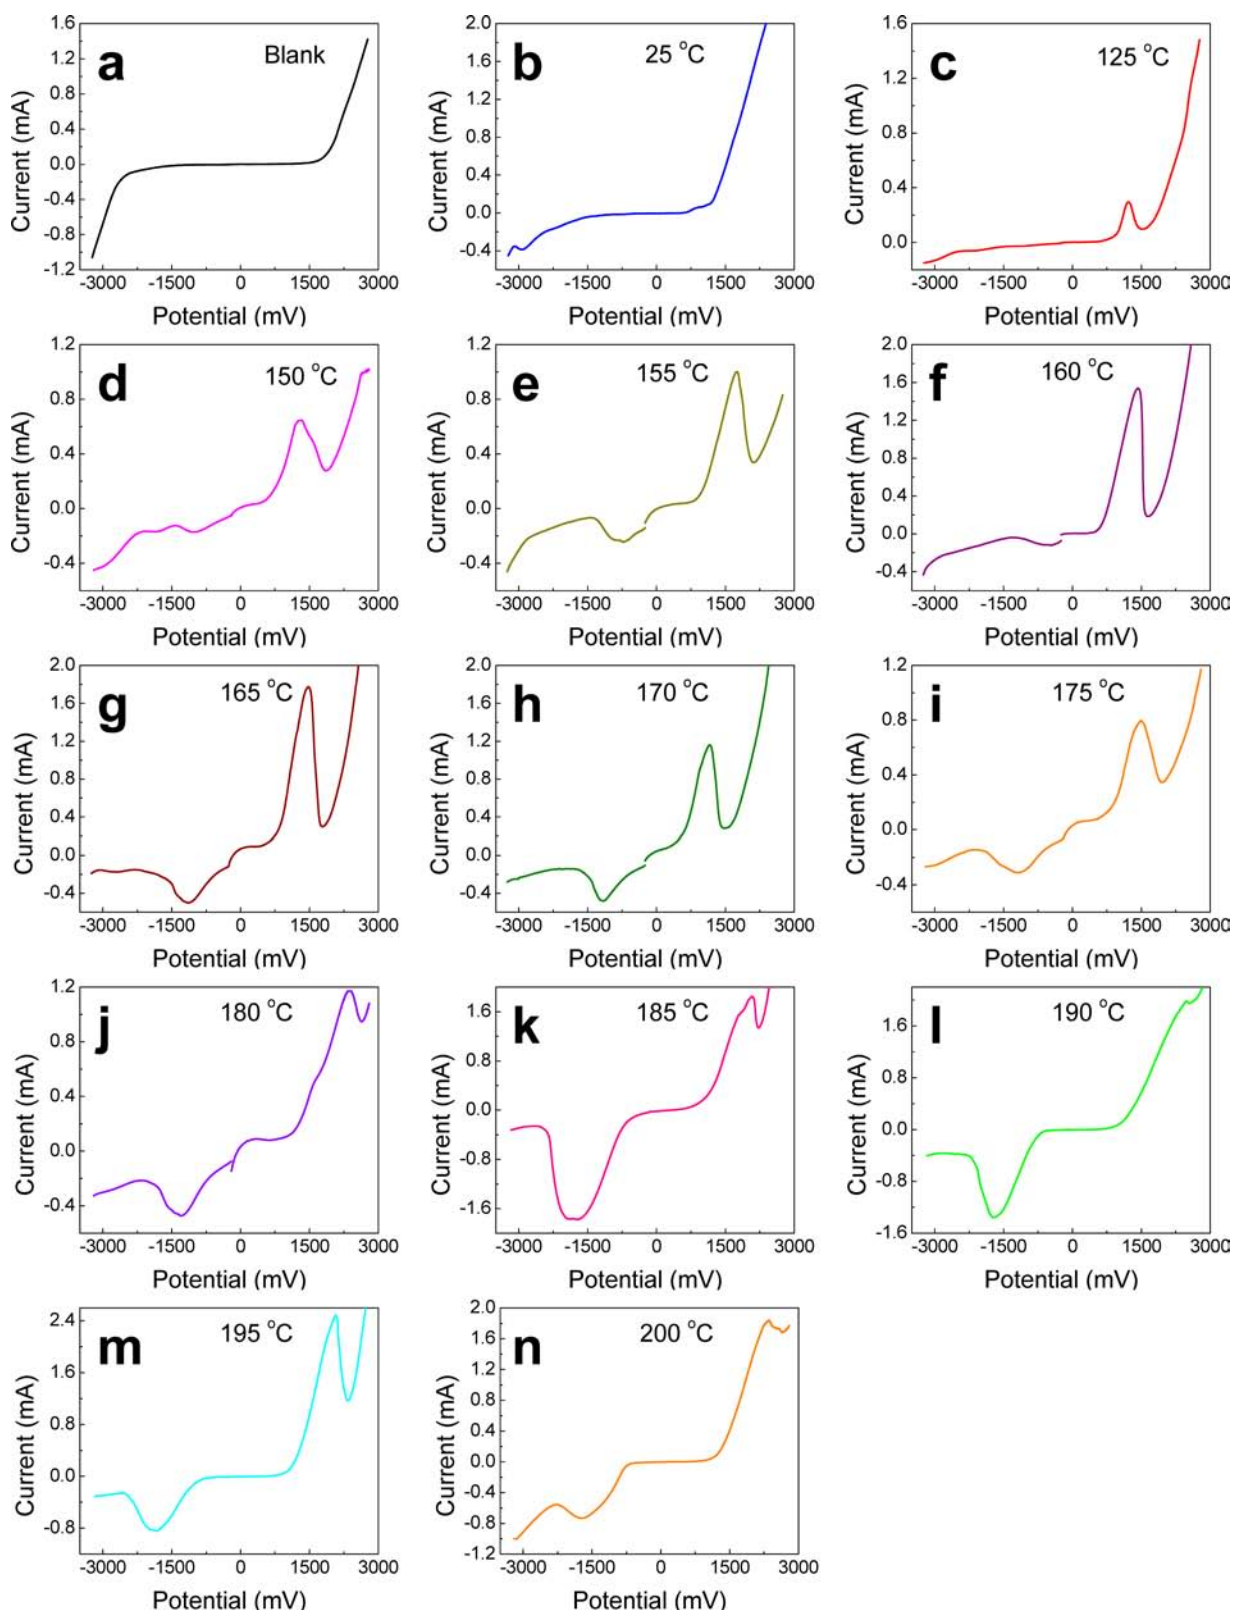 a
Blank
Current (mA)
1.6
1.2
0.8
0.4
0.0
-0.4
-0.8
-1.2
-3000 -1500 0 1500 3000
Potential (mV)
b
25 °C
Current (mA)
2.0
1.6
1.2
0.8
0.4
0.0
-0.4
-3000 -1500 0 1500 3000
Potential (mV)
c
125 °C
Current (mA)
1.6
1.2
0.8
0.4
0.0
-3000 -1500 0 1500 3000
Potential (mV)
d
150 °C
Current (mA)
1.2
0.8
0.4
0.0
-0.4
-3000 -1500 0 1500 3000
Potential (mV)
e
155 °C
Current (mA)
1.2
0.8
0.4
0.0
-0.4
-3000 -1500 0 1500 3000
Potential (mV)
f
160 °C
Current (mA)
2.0
1.6
1.2
0.8
0.4
0.0
-0.4
-3000 -1500 0 1500 3000
Potential (mV)
g
165 °C
Current (mA)
2.0
1.6
1.2
0.8
0.4
0.0
-0.4
-3000 -1500 0 1500 3000
Potential (mV)
h
170 °C
Current (mA)
2.0
1.6
1.2
0.8
0.4
0.0
-0.4
-3000 -1500 0 1500 3000
Potential (mV)
i
175 °C
Current (mA)
1.2
0.8
0.4
0.0
-0.4
-3000 -1500 0 1500 3000
Potential (mV)
j
180 °C
Current (mA)
1.2
0.8
0.4
0.0
-0.4
-3000 -1500 0 1500 3000
Potential (mV)
k
185 °C
Current (mA)
1.6
0.8
0.0
-0.8
-1.6
-3000 -1500 0 1500 3000
Potential (mV)
l
190 °C
Current (mA)
1.6
0.8
0.0
-0.8
-1.6
-3000 -1500 0 1500 3000
Potential (mV)
m
195 °C
Current (mA)
2.4
1.6
0.8
0.0
-0.8
-3000 -1500 0 1500 3000
Potential (mV)
n
200 °C
Current (mA)
2.0
1.6
1.2
0.8
0.4
0.0
-0.4
-0.8
-1.2
-3000 -1500 0 1500 3000
Potential (mV)